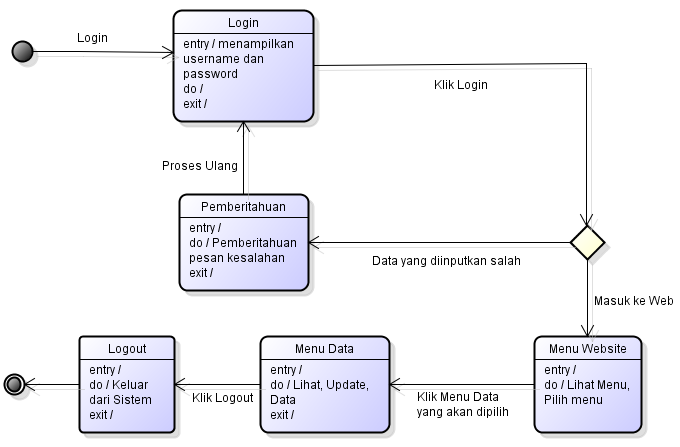 Login
Login
entry / menampilkan
username dan
password
do /
exit /
Klik Login
Proses Ulang
Pemberitahuan
entry /
do / Pemberitahuan
pesan kesalahan
exit /
Data yang diinputkan salah
Masuk ke Web
Logout
entry /
do / Keluar
dari Sistem
exit /
Klik Logout
Menu Data
entry /
do / Lihat, Update,
Data
exit /
Klik Menu Data
yang akan dipilih
Menu Website
entry /
do / Lihat Menu,
Pilih menu